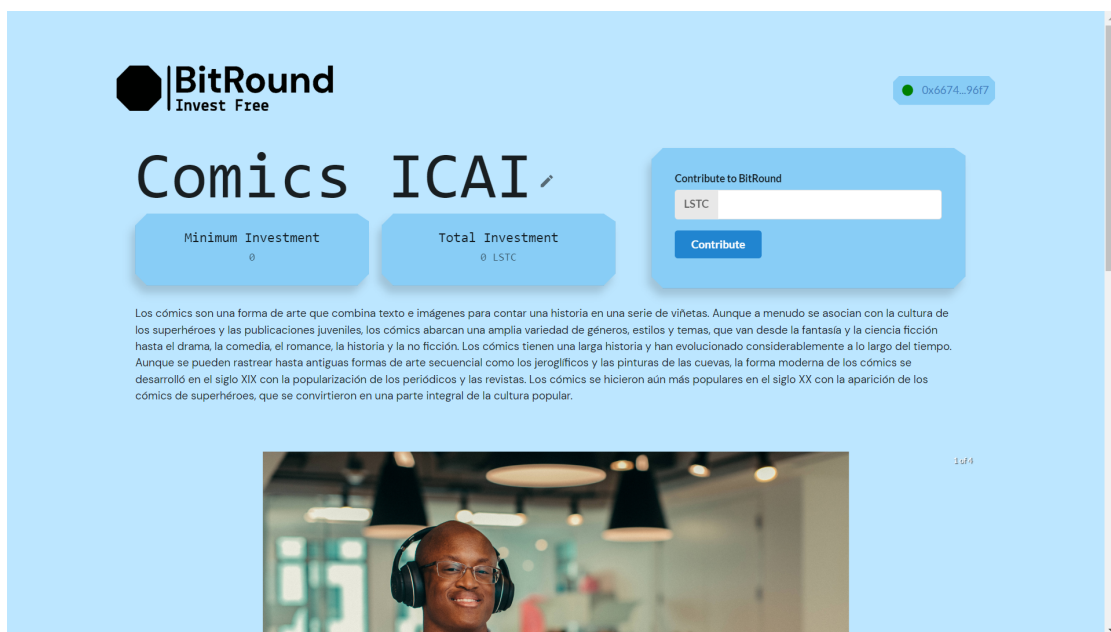 BitRound
Invest Free
0x6674...96f7
Comics ICAI
Contribute to BitRound
LSTC
Contribute
Minimum Investment
0
Total Investment
0 LSTC
Los cómics son una forma de arte que combina texto e imágenes para contar una historia en una serie de viñetas. Aunque a menudo se asocian con la cultura de
los superhéroes y las publicaciones juveniles, los cómics abarcan una amplia variedad de géneros, estilos y temas, que van desde la fantasía y la ciencia ficción
hasta el drama, la comedia, el romance, la historia y la no ficción. Los cómics tienen una larga historia y han evolucionado considerablemente a lo largo del tiempo.
Aunque se pueden rastrear hasta antiguas formas de arte secuencial como los jeroglíficos y las pinturas de las cuevas, la forma moderna de los cómics se
desarrolló en el siglo XIX con la popularización de los periódicos y las revistas. Los cómics se hicieron aún más populares en el siglo XX con la aparición de los
cómics de superhéroes, que se convirtieron en una parte integral de la cultura popular.
1 of 4